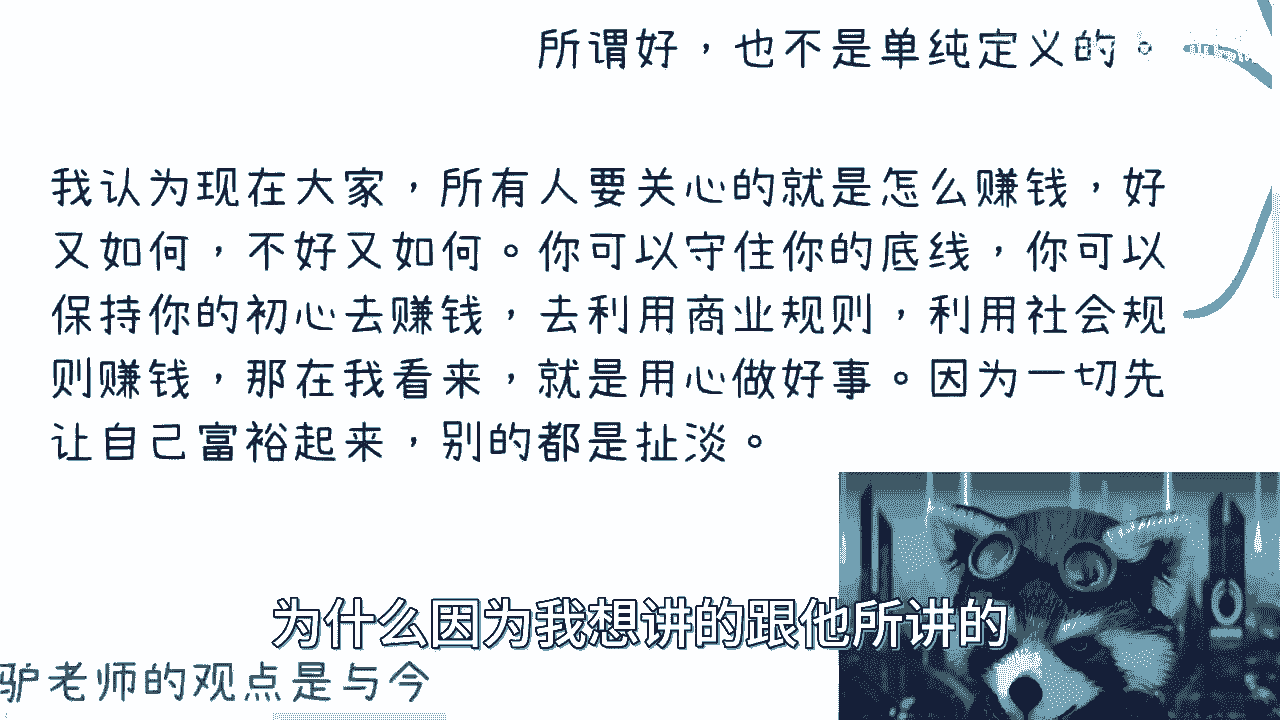 所谓好，也不是单纯定义的。
我认为现在大家，所有人要关心的就是怎么赚钱，好
又如何，不好又如何。你可以守住你的底线，你可以
保持你的初心去赚钱，去利用商业规则，利用社会规
则赚钱，那在我看来，就是用心做好事。因为一切先
让自己富裕起来，别的都是扯淡。
为什么因为我想讲的跟他所讲的
驴老师的观点是与今